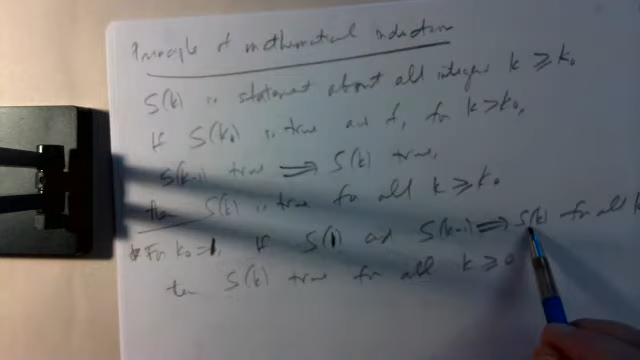 Principle of mathematical induction
S(k) is statement about all integers k ≥ k₀
If S(k₀) is true and if, for k > k₀,
S(k-1) true ⟹ S(k) true,
then S(k) is true for all k ≥ k₀
* For k₀ = 1, If S(1) and S(k-1) ⟹ S(k) for all k
then S(k) true for all k ≥ 0